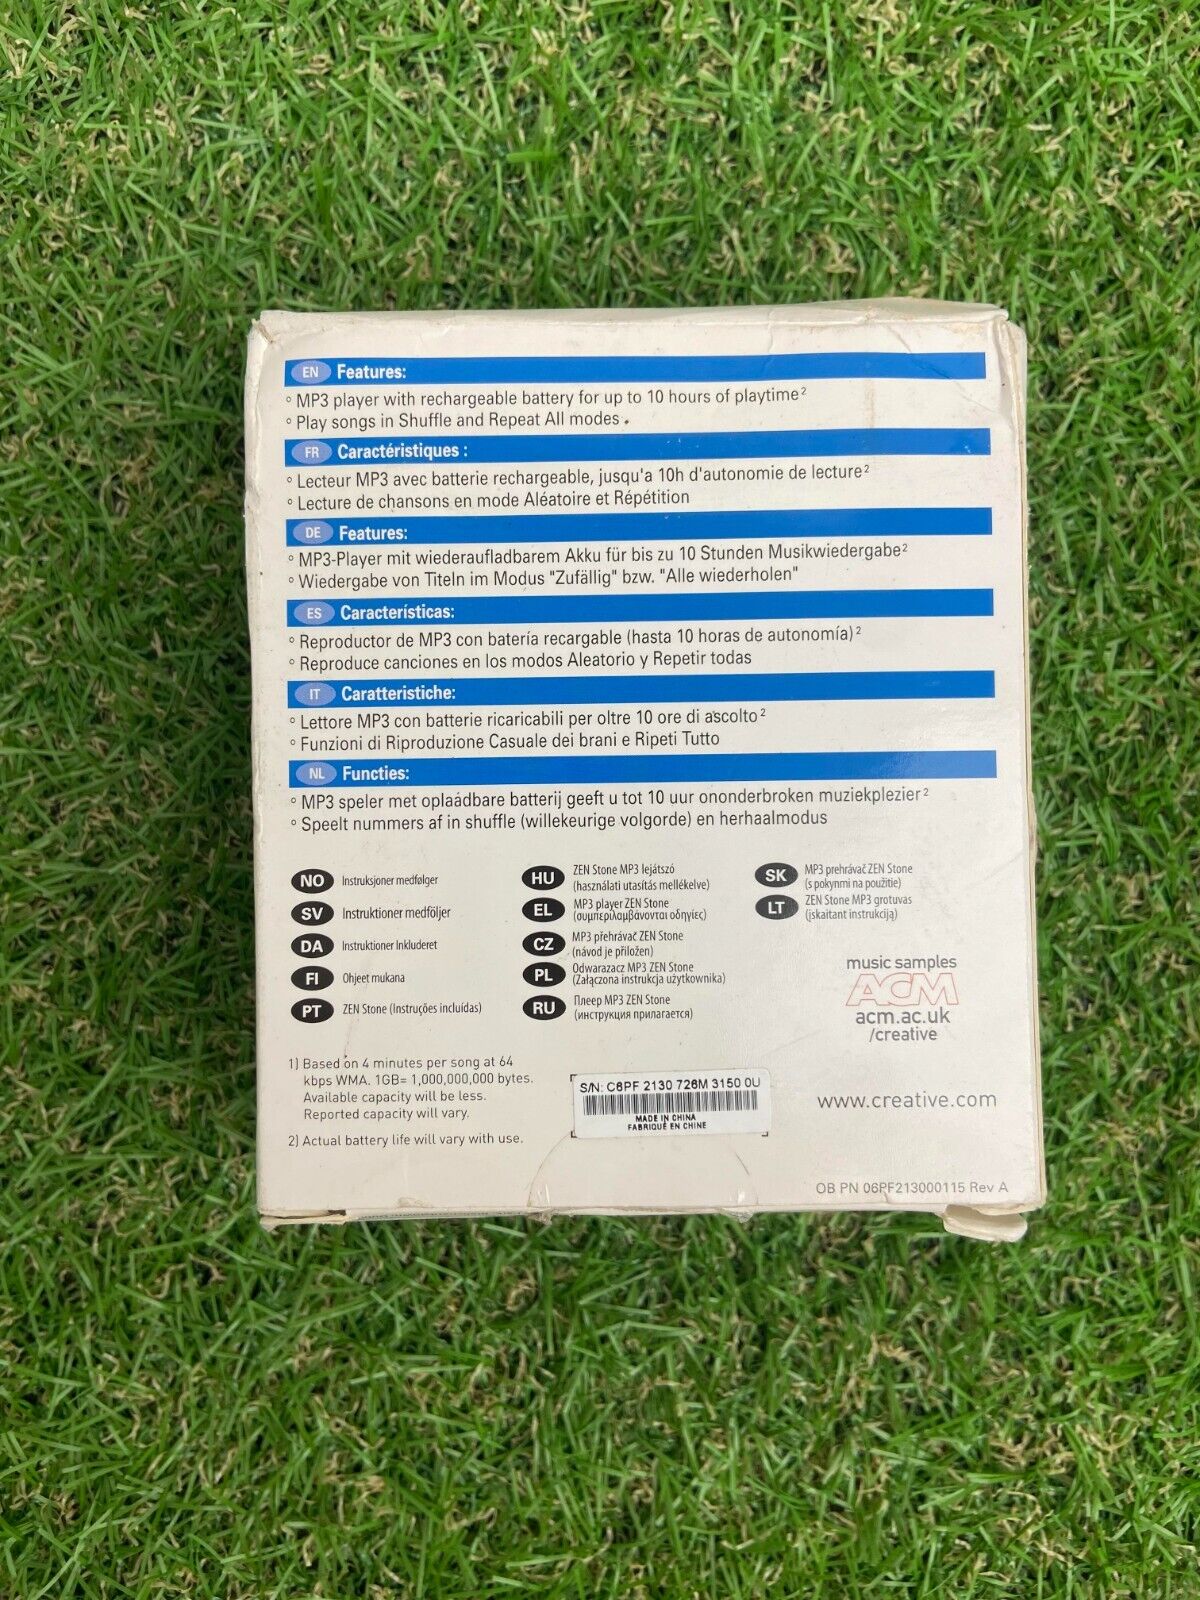 EN Features:
° MP3 player with rechargeable battery for up to 10 hours of playtime²
° Play songs in Shuffle and Repeat All modes .
FR Caractéristiques :
° Lecteur MP3 avec batterie rechargeable, jusqu'a 10h d'autonomie de lecture²
° Lecture de chansons en mode Aléatoire et Répétition
DE Features:
° MP3-Player mit wiederaufladbarem Akku für bis zu 10 Stunden Musikwiedergabe²
° Wiedergabe von Titeln im Modus "Zufällig" bzw. "Alle wiederholen"
ES Características:
° Reproductor de MP3 con batería recargable (hasta 10 horas de autonomía)²
° Reproduce canciones en los modos Aleatorio y Repetir todas
IT Caratteristiche:
° Lettore MP3 con batterie ricaricabili per oltre 10 ore di ascolto²
° Funzioni di Riproduzione Casuale dei brani e Ripeti Tutto
NL Functies:
° MP3 speler met oplaadbare batterij geeft u tot 10 uur ononderbroken muziekplezier²
° Speelt nummers af in shuffle (willekeurige volgorde) en herhaalmodus
NO Instruksjoner medfølger
SV Instruktioner medföljer
DA Instruktioner Inkluderet
FI Ohjeet mukana
PT ZEN Stone (Instruções incluídas)
HU ZEN Stone MP3 lejátszó
(használati utasítás mellékelve)
EL MP3 player ZEN Stone
(συμπεριλαμβάνονται οδηγίες)
CZ MP3 přehrávač ZEN Stone
(návod je přiložen)
PL Odwarazacz MP3 ZEN Stone
(Załączona instrukcja użytkownika)
RU Плеер MP3 ZEN Stone
(инструкция прилагается)
SK MP3 prehrávač ZEN Stone
(s pokynmi na použitie)
LT ZEN Stone MP3 grotuvas
(įskaitant instrukciją)
music samples
ACM
acm.ac.uk
/creative
1) Based on 4 minutes per song at 64
kbps WMA. 1GB= 1,000,000,000 bytes.
Available capacity will be less.
Reported capacity will vary.
2) Actual battery life will vary with use.
S/N: C6PF 2130 726M 3150 0U
MADE IN CHINA
FABRIQUÉ EN CHINE
www.creative.com
OB PN 06PF213000115 Rev A